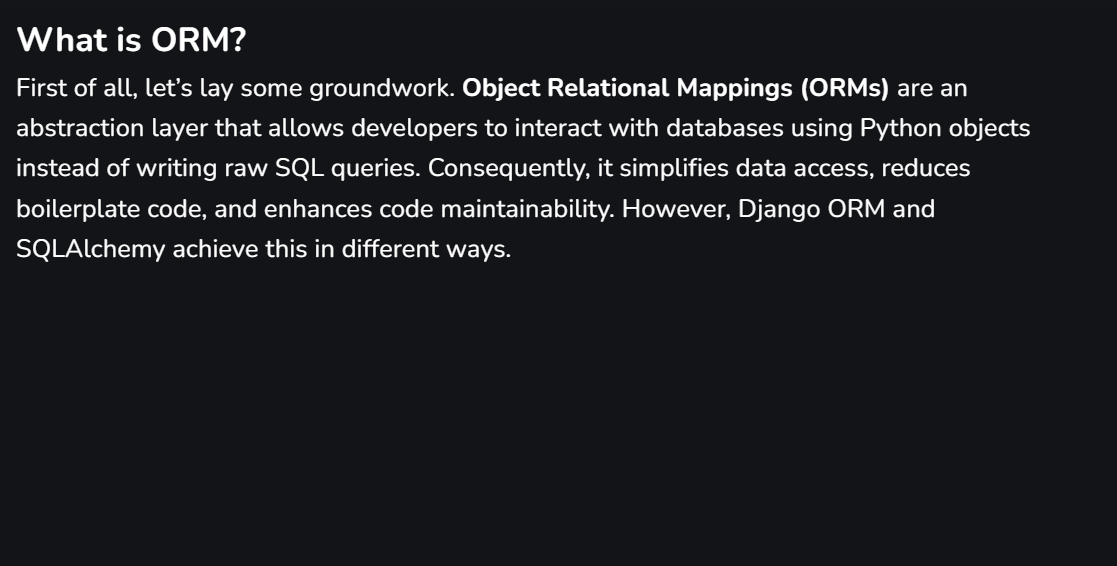 What is ORM?
First of all, let’s lay some groundwork. Object Relational Mappings (ORMs) are an
abstraction layer that allows developers to interact with databases using Python objects
instead of writing raw SQL queries. Consequently, it simplifies data access, reduces
boilerplate code, and enhances code maintainability. However, Django ORM and
SQLAlchemy achieve this in different ways.